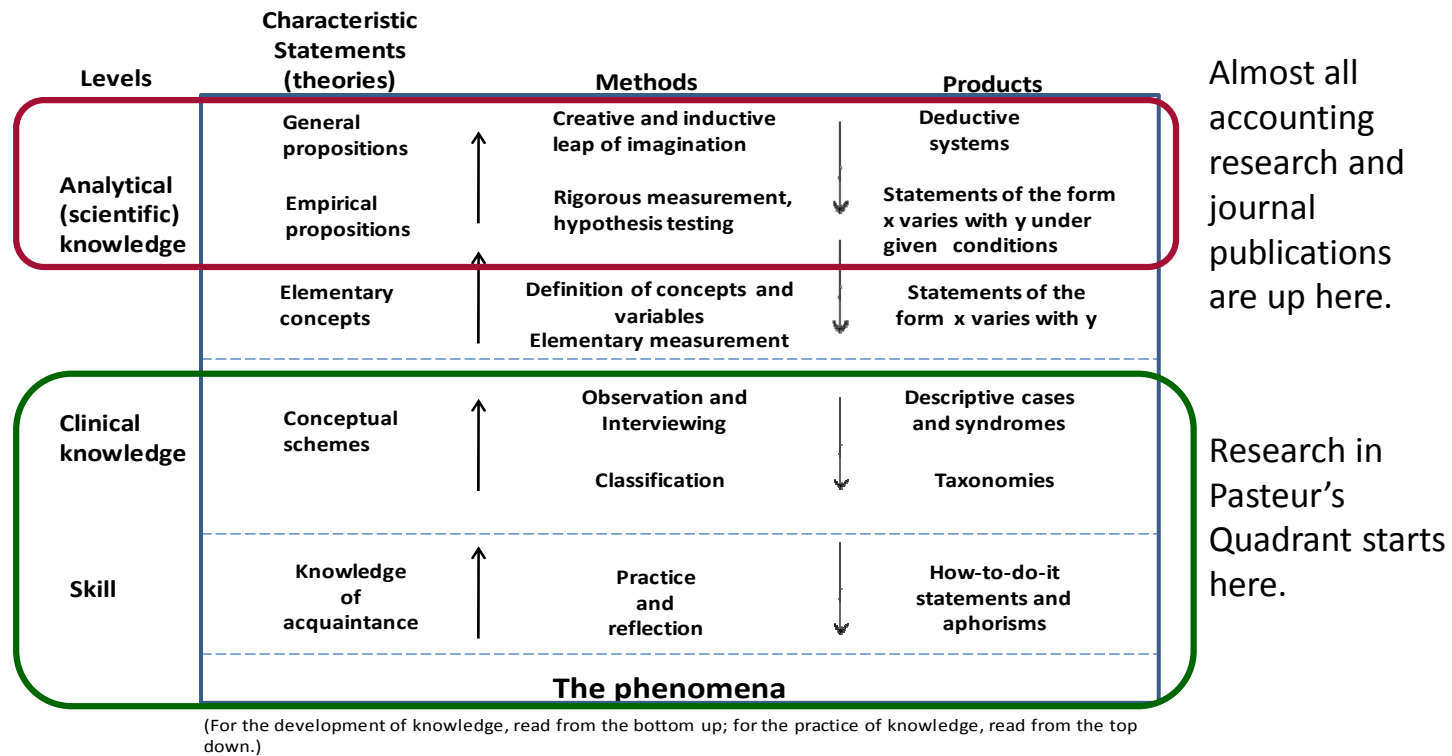 Characteristic
Statements
(theories)
Levels
Methods
Products
General
propositions
Creative and inductive
leap of imagination
Deductive
systems
Analytical
(scientific)
knowledge
Empirical
propositions
Rigorous measurement,
hypothesis testing
Statements of the form
x varies with y under
given conditions
Elementary
concepts
Definition of concepts and
variables
Elementary measurement
Statements of the
form x varies with y
Clinical
knowledge
Conceptual
schemes
Observation and
Interviewing
Classification
Descriptive cases
and syndromes
Taxonomies
Skill
Knowledge
of
acquaintance
Practice
and
reflection
How-to-do-it
statements and
aphorisms
The phenomena
(For the development of knowledge, read from the bottom up; for the practice of knowledge, read from the top
down.)
Almost all
accounting
research and
journal
publications
are up here.
Research in
Pasteur’s
Quadrant starts
here.